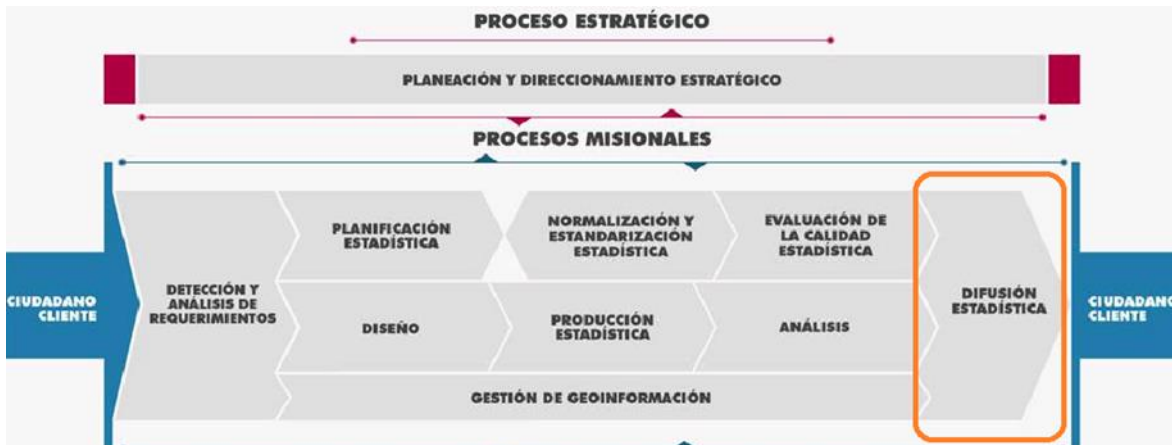 PROCESO ESTRATÉGICO
PLANEACIÓN Y DIRECCIONAMIENTO ESTRATÉGICO
PROCESOS MISIONALES
CIUDADANO
CLIENTE
DETECCIÓN Y
ANÁLISIS DE
REQUERIMIENTOS
PLANIFICACIÓN
ESTADÍSTICA
NORMALIZACIÓN Y
ESTANDARIZACIÓN
ESTADÍSTICA
EVALUACIÓN DE
LA CALIDAD
ESTADÍSTICA
DISEÑO
PRODUCCIÓN
ESTADÍSTICA
ANÁLISIS
GESTIÓN DE GEOINFORMACIÓN
DIFUSIÓN
ESTADÍSTICA
CIUDADANO
CLIENTE